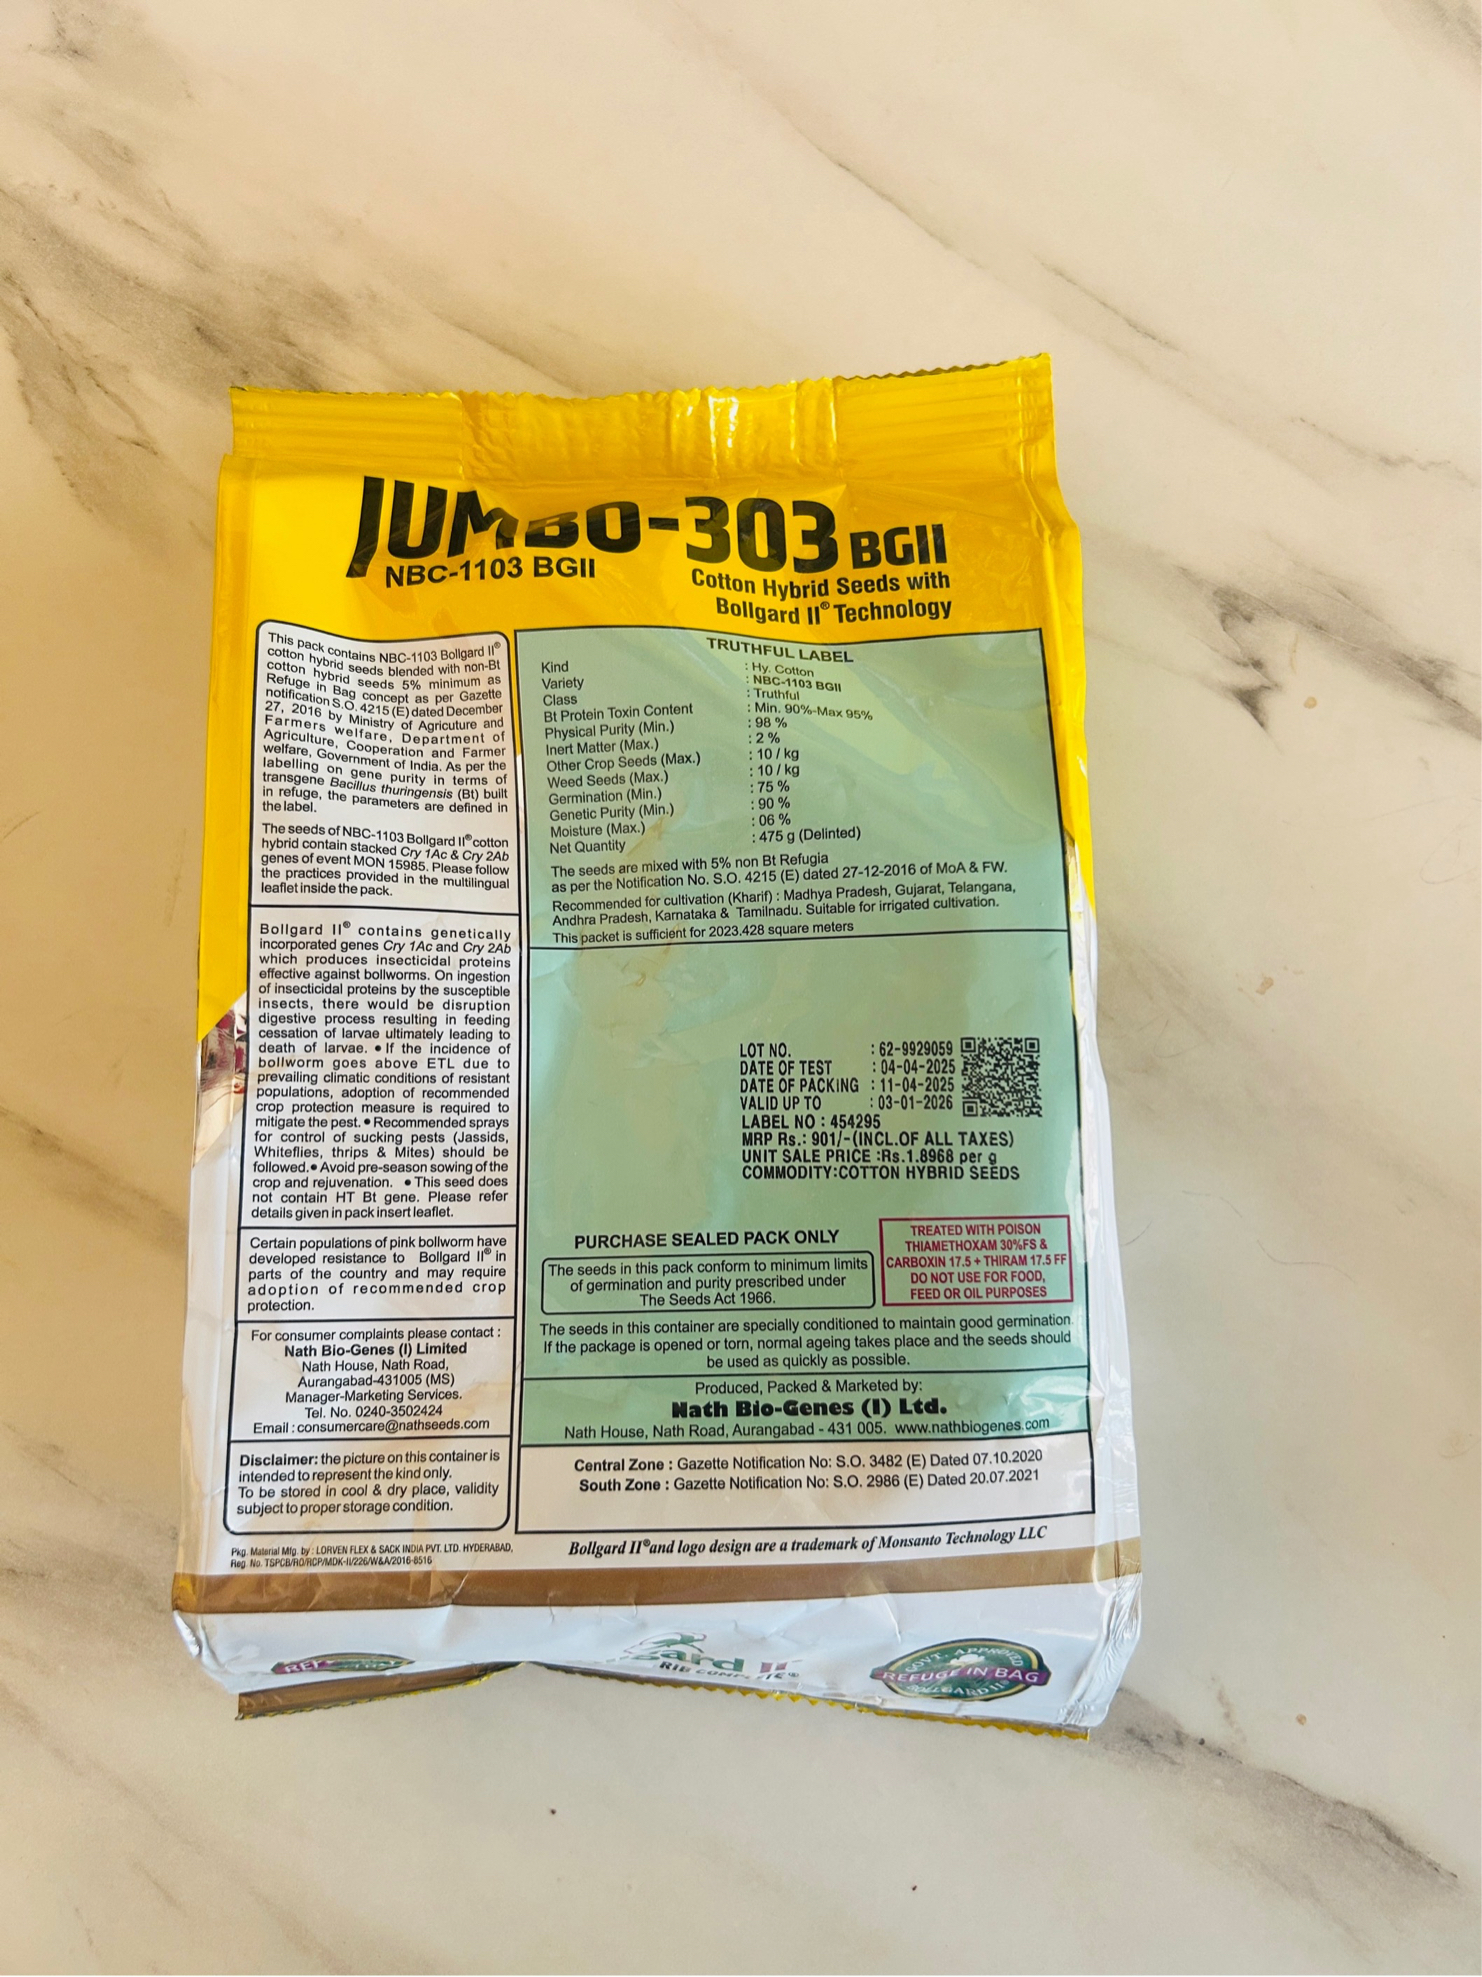 JUMBO-303 BGII
NBC-1103 BGII
Cotton Hybrid Seeds with
Bollgard II® Technology
This pack contains NBC-1103 Bollgard II®
cotton hybrid seeds blended with non-Bt
cotton hybrid seeds 5% minimum as
Refuge in Bag concept as per Gazette
notification S.O. 4215 (E) dated December
27, 2016 by Ministry of Agricuture and
Farmers welfare, Department of
Agriculture, Cooperation and Farmer
welfare, Government of India. As per the
labelling on gene purity in terms of
transgene Bacillus thuringensis (Bt) built
in refuge, the parameters are defined in
the label.
The seeds of NBC-1103 Bollgard II® cotton
hybrid contain stacked Cry 1Ac & Cry 2Ab
genes of event MON 15985. Please follow
the practices provided in the multilingual
leaflet inside the pack.
Bollgard II® contains genetically
incorporated genes Cry 1Ac and Cry 2Ab
which produces insecticidal proteins
effective against bollworms. On ingestion
of insecticidal proteins by the susceptible
insects, there would be disruption
digestive process resulting in feeding
cessation of larvae ultimately leading to
death of larvae. • If the incidence of
bollworm goes above ETL due to
prevailing climatic conditions of resistant
populations, adoption of recommended
crop protection measure is required to
mitigate the pest. • Recommended sprays
for control of sucking pests (Jassids,
Whiteflies, thrips & Mites) should be
followed. • Avoid pre-season sowing of the
crop and rejuvenation. • This seed does
not contain HT Bt gene. Please refer
details given in pack insert leaflet.
Certain populations of pink bollworm have
developed resistance to Bollgard II® in
parts of the country and may require
adoption of recommended crop
protection.
For consumer complaints please contact :
Nath Bio-Genes (I) Limited
Nath House, Nath Road,
Aurangabad-431005 (MS)
Manager-Marketing Services.
Tel. No. 0240-3502424
Email : consumercare@nathseeds.com
Disclaimer: the picture on this container is
intended to represent the kind only.
To be stored in cool & dry place, validity
subject to proper storage condition.
TRUTHFUL LABEL
Kind : Hy. Cotton
Variety : NBC-1103 BGII
Class : Truthful
Bt Protein Toxin Content : Min. 90%-Max 95%
Physical Purity (Min.) : 98 %
Inert Matter (Max.) : 2 %
Other Crop Seeds (Max.) : 10 / kg
Weed Seeds (Max.) : 10 / kg
Germination (Min.) : 75 %
Genetic Purity (Min.) : 90 %
Moisture (Max.) : 06 %
Net Quantity : 475 g (Delinted)
The seeds are mixed with 5% non Bt Refugia
as per the Notification No. S.O. 4215 (E) dated 27-12-2016 of MoA & FW.
Recommended for cultivation (Kharif) : Madhya Pradesh, Gujarat, Telangana,
Andhra Pradesh, Karnataka & Tamilnadu. Suitable for irrigated cultivation.
This packet is sufficient for 2023.428 square meters
LOT NO. : 62-9929059
DATE OF TEST : 04-04-2025
DATE OF PACKING : 11-04-2025
VALID UP TO : 03-01-2026
LABEL NO : 454295
MRP Rs.: 901/-(INCL.OF ALL TAXES)
UNIT SALE PRICE :Rs.1.8968 per g
COMMODITY:COTTON HYBRID SEEDS
PURCHASE SEALED PACK ONLY
The seeds in this pack conform to minimum limits
of germination and purity prescribed under
The Seeds Act 1966.
TREATED WITH POISON
THIAMETHOXAM 30%FS &
CARBOXIN 17.5 + THIRAM 17.5 FF
DO NOT USE FOR FOOD,
FEED OR OIL PURPOSES
The seeds in this container are specially conditioned to maintain good germination.
If the package is opened or torn, normal ageing takes place and the seeds should
be used as quickly as possible.
Produced, Packed & Marketed by:
Nath Bio-Genes (I) Ltd.
Nath House, Nath Road, Aurangabad - 431 005. www.nathbiogenes.com
Central Zone : Gazette Notification No: S.O. 3482 (E) Dated 07.10.2020
South Zone : Gazette Notification No: S.O. 2986 (E) Dated 20.07.2021
Pkg. Material Mfg. by : LORVEN FLEX & SACK INDIA PVT. LTD. HYDERABAD,
Reg. No. TSPCB/RO/RCP/MDK-II/226/W&A/2016-6516
Bollgard II® and logo design are a trademark of Monsanto Technology LLC
GOVT. APPROVED
REFUGE IN BAG
BOLLGARD II®